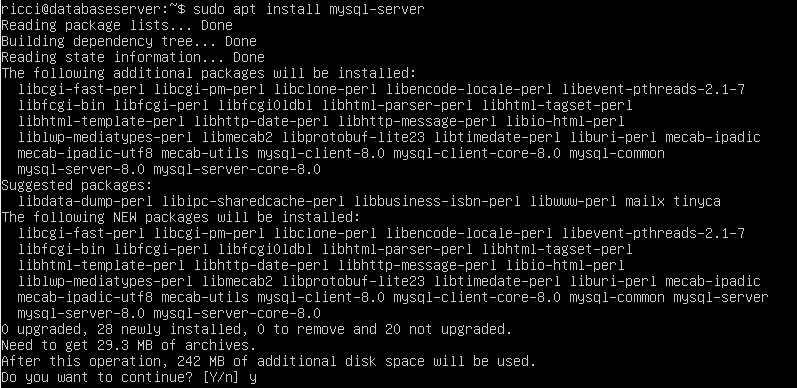 ricci@databaseserver:~$ sudo apt install mysql-server
Reading package lists... Done
Building dependency tree... Done
Reading state information... Done
The following additional packages will be installed:
  libcgi-fast-perl libcgi-pm-perl libclone-perl libencode-locale-perl libevent-pthreads-2.1-7
  libfcgi-bin libfcgi-perl libfcgi0ldbl libhtml-parser-perl libhtml-tagset-perl
  libhtml-template-perl libhttp-date-perl libhttp-message-perl libio-html-perl
  liblwp-mediatypes-perl libmecab2 libprotobuf-lite23 libtimedate-perl liburi-perl mecab-ipadic
  mecab-ipadic-utf8 mecab-utils mysql-client-8.0 mysql-client-core-8.0 mysql-common
  mysql-server-8.0 mysql-server-core-8.0
Suggested packages:
  libdata-dump-perl libipc-sharedcache-perl libbusiness-isbn-perl libwww-perl mailx tinyca
The following NEW packages will be installed:
  libcgi-fast-perl libcgi-pm-perl libclone-perl libencode-locale-perl libevent-pthreads-2.1-7
  libfcgi-bin libfcgi-perl libfcgi0ldbl libhtml-parser-perl libhtml-tagset-perl
  libhtml-template-perl libhttp-date-perl libhttp-message-perl libio-html-perl
  liblwp-mediatypes-perl libmecab2 libprotobuf-lite23 libtimedate-perl liburi-perl mecab-ipadic
  mecab-ipadic-utf8 mecab-utils mysql-client-8.0 mysql-client-core-8.0 mysql-common mysql-server
  mysql-server-8.0 mysql-server-core-8.0
0 upgraded, 28 newly installed, 0 to remove and 20 not upgraded.
Need to get 29.3 MB of archives.
After this operation, 242 MB of additional disk space will be used.
Do you want to continue? [Y/n] y